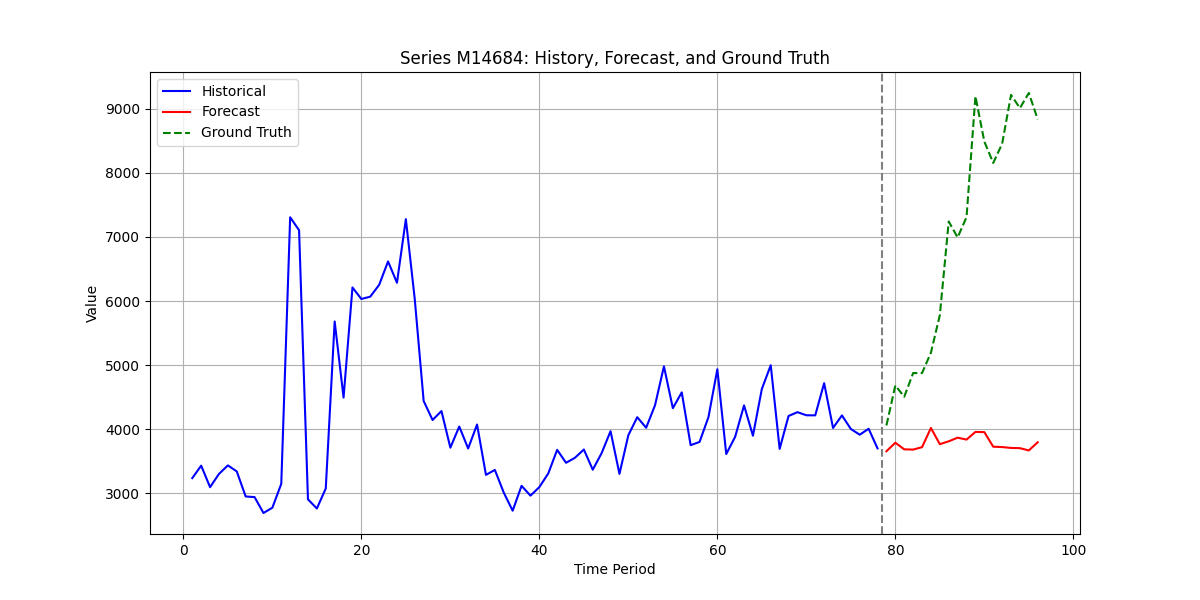 Series M14684: History, Forecast, and Ground Truth
Historical
Forecast
Ground Truth
9000
8000
7000
6000
5000
4000
3000
Value
0 20 40 60 80 100
Time Period